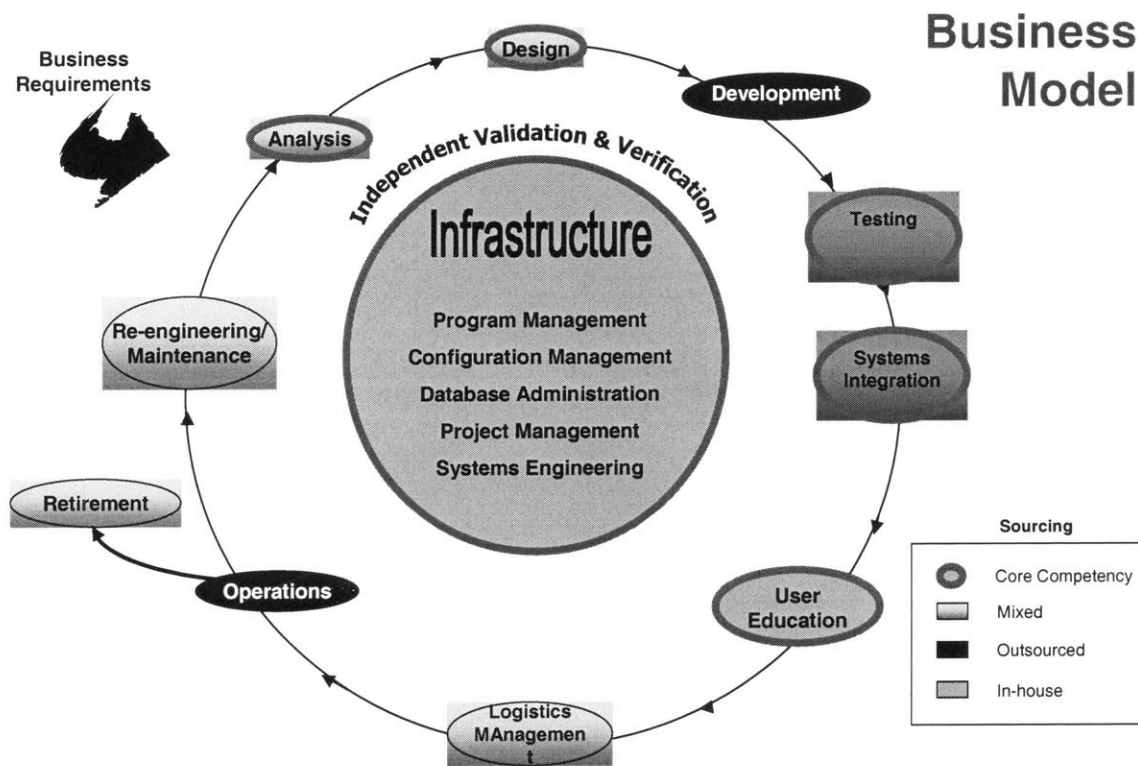 Business
Model
Business
Requirements
Design
Development
Analysis
Independent Validation & Verification
Testing
Infrastructure
Program Management
Configuration Management
Database Administration
Project Management
Systems Engineering
Re-engineering/
Maintenance
Systems
Integration
Retirement
Operations
User
Education
Logistics
MAnagemen
t
Sourcing
Core Competency
Mixed
Outsourced
In-house